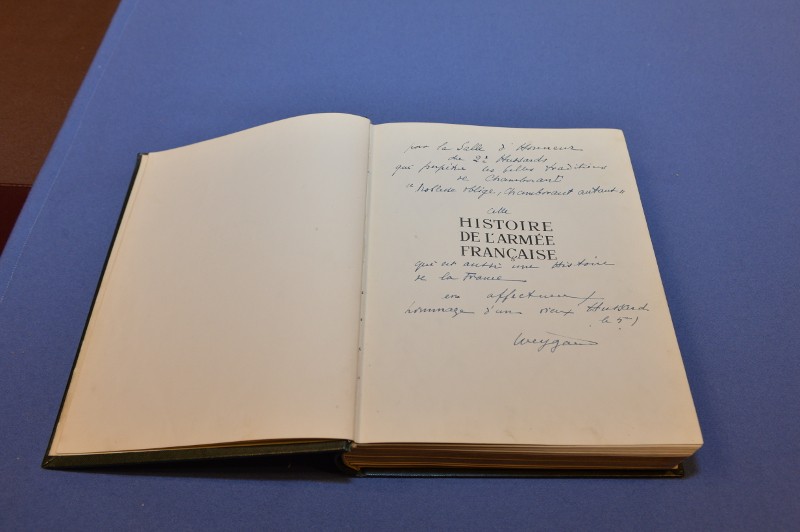 pour la Salle d'Honneur
du 2e Hussards
qui perpétue les belles traditions
de Chamborant
« Noblesse oblige, Chamborant autant »
cette
HISTOIRE
DE L'ARMÉE
FRANÇAISE
qui est aussi une Histoire
de la France
en affectueux
hommage d'un vieux Hussard
(le 5e)
Weygand